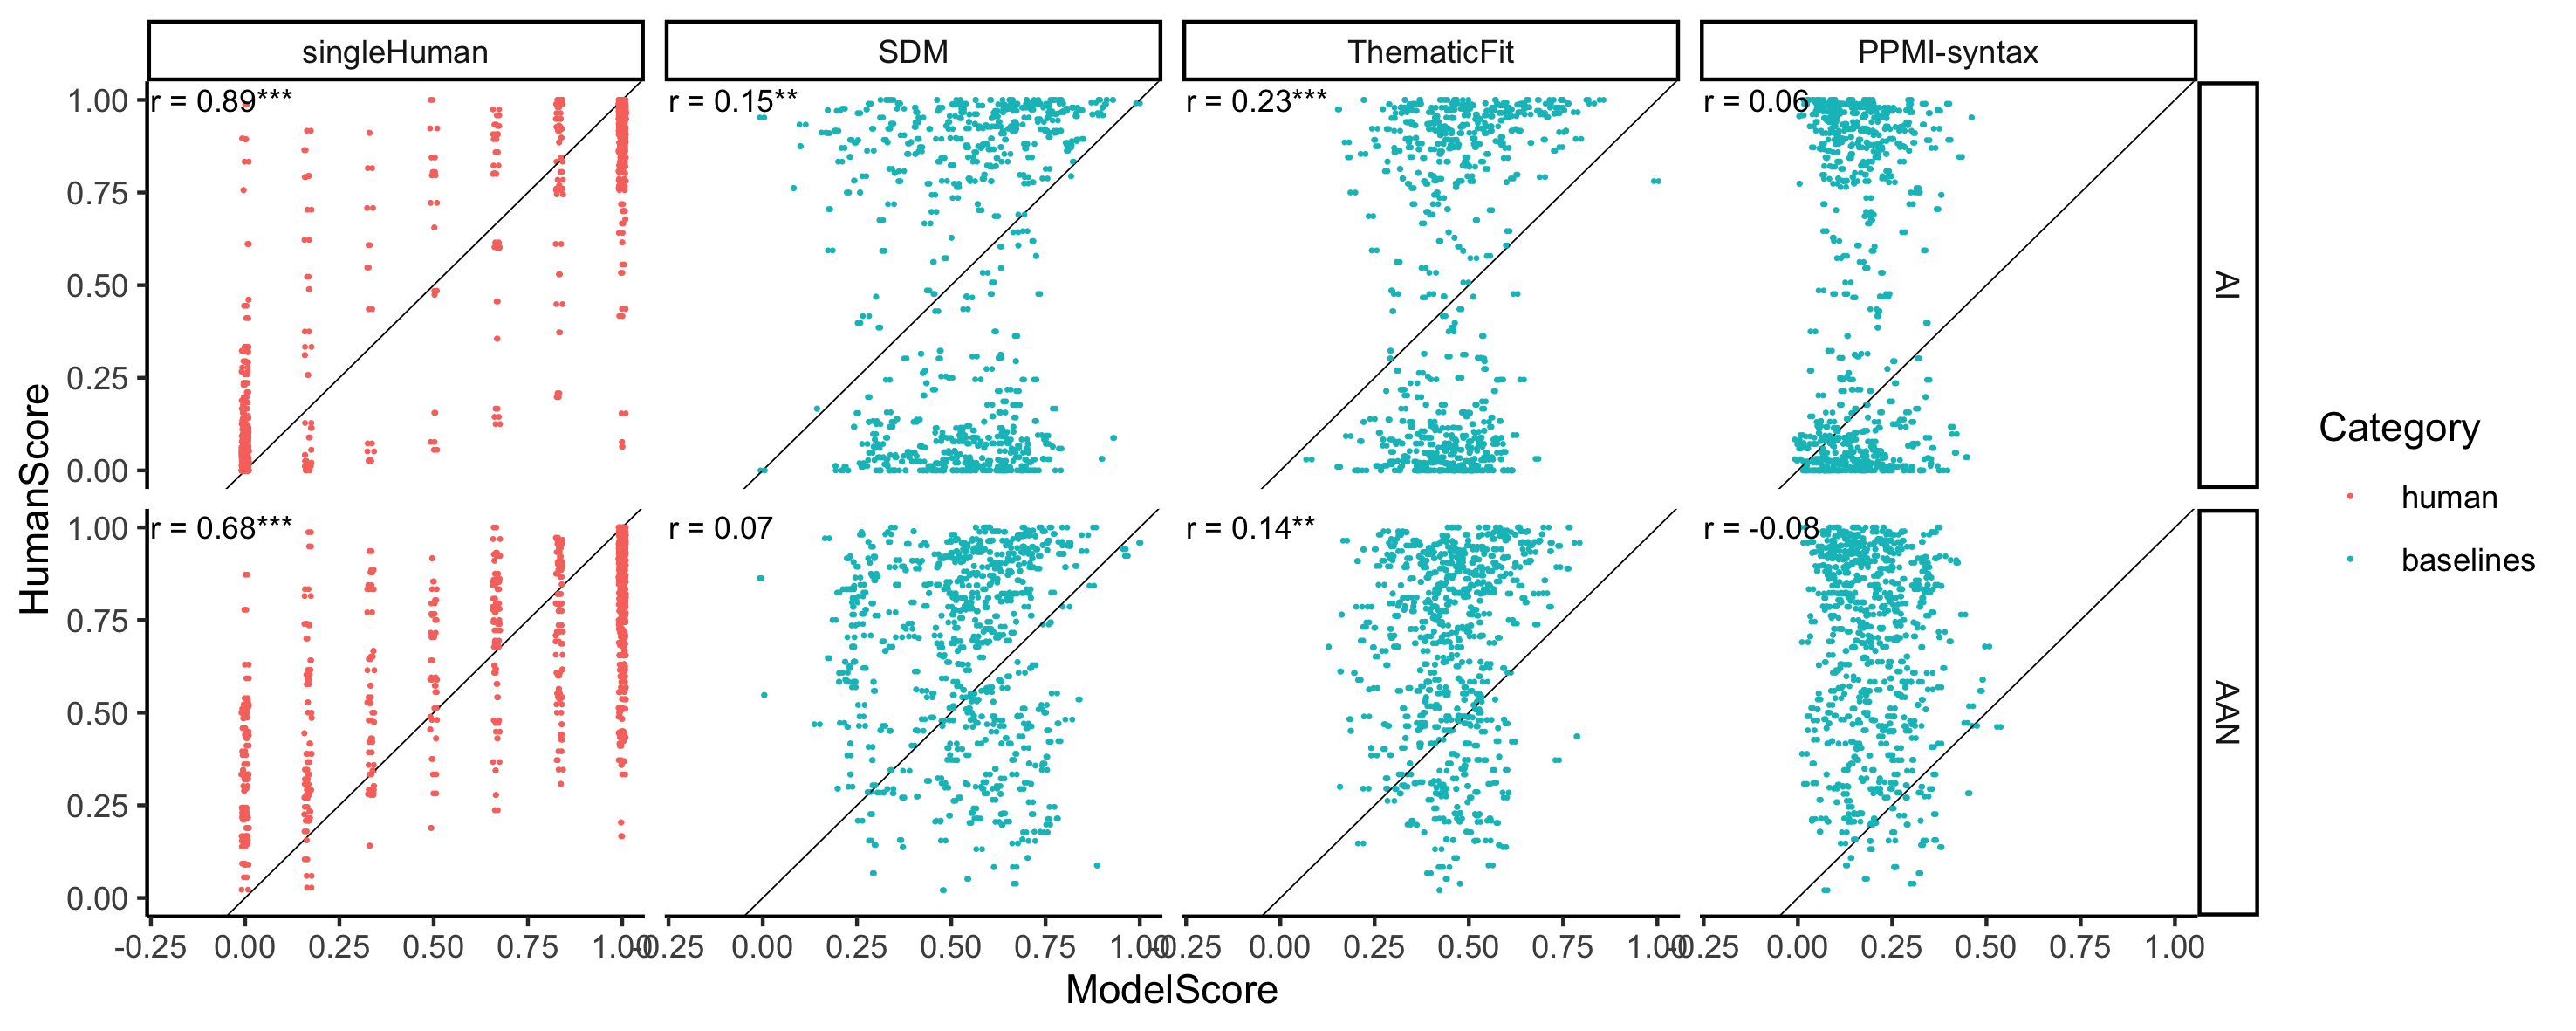 singleHuman SDM ThematicFit PPMI-syntax
r = 0.89*** r = 0.15** r = 0.23*** r = 0.06
1.00
0.75
0.50
0.25
0.00
AI
r = 0.68*** r = 0.07 r = 0.14** r = -0.08
1.00
0.75
0.50
0.25
0.00
AAN
HumanScore
-0.25 0.00 0.25 0.50 0.75 1.00 -0.25 0.00 0.25 0.50 0.75 1.00 -0.25 0.00 0.25 0.50 0.75 1.00 -0.25 0.00 0.25 0.50 0.75 1.00
ModelScore
Category
human
baselines